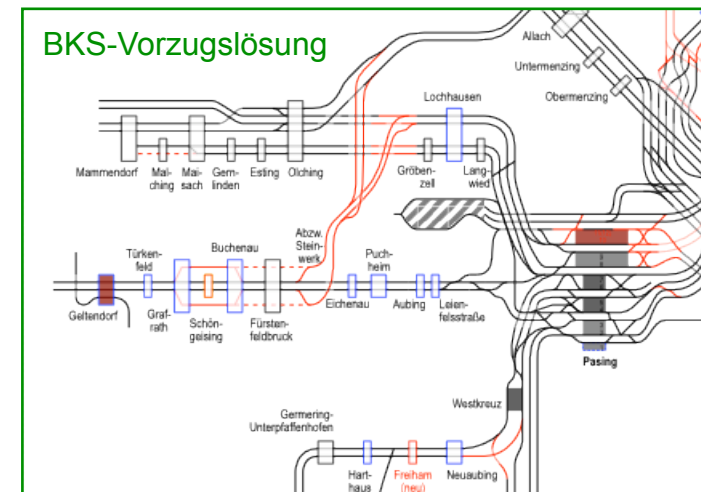 BKS-Vorzugslösung
Allach
Untermenzing
Obermenzing
Lochhausen
Mammendorf
Mal-
ching
Mai-
sach
Gern-
linden
Esting
Olching
Gröben-
zell
Lang-
wied
Abzw.
Stein-
werk
Türken-
feld
Buchenau
Puch-
heim
Geltendorf
Graf-
rath
Schön-
geising
Fürsten-
feldbruck
Eichenau
Aubing
Leien-
felsstraße
Pasing
Westkreuz
Germering-
Unterpfaffenhofen
Hart-
haus
Freiham
(neu)
Neuaubing